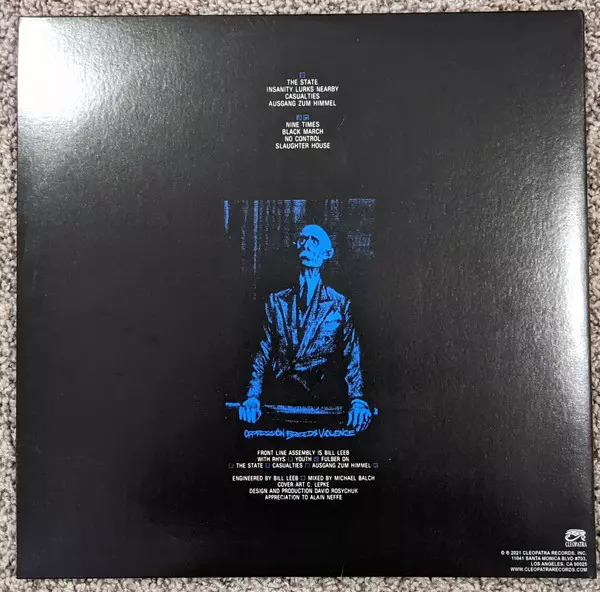 THE STATE
INSANITY LURKS NEARBY
CASUALTIES
AUSGANG ZUM HIMMEL
NINE TIMES
BLACK MARCH
NO CONTROL
SLAUGHTER HOUSE
OPPRESSION BREEDS VIOLENCE
FRONT LINE ASSEMBLY IS BILL LEEB
WITH RHYS YOUTH FULBER ON
THE STATE CASUALTIES AUSGANG ZUM HIMMEL
ENGINEERED BY BILL LEEB MIXED BY MICHAEL BALCH
COVER ART C. LEPKE
DESIGN AND PRODUCTION DAVID ROSYCHUK
APPRECIATION TO ALAIN NEFFE
CLEOPATRA
© ℗ 2021 CLEOPATRA RECORDS, INC.
11041 SANTA MONICA BLVD #703,
LOS ANGELES, CA 90025
WWW.CLEOPATRARECORDS.COM